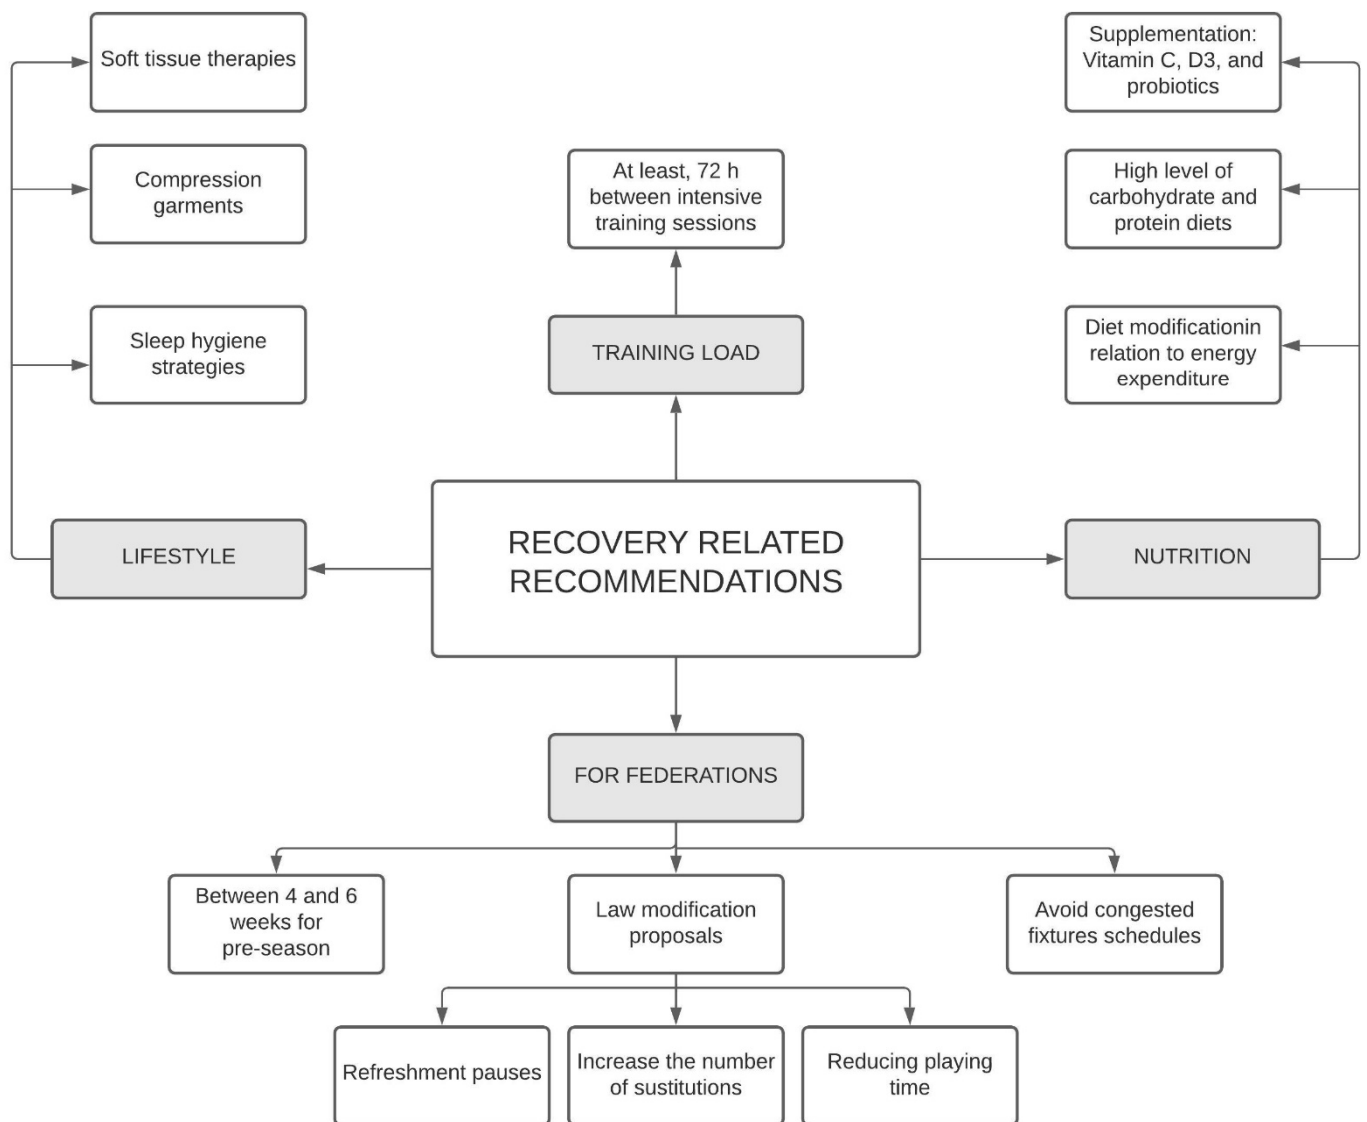 Soft tissue therapies
Compression
garments
Sleep hygiene
strategies
LIFESTYLE
At least, 72 h
between intensive
training sessions
TRAINING LOAD
RECOVERY RELATED
RECOMMENDATIONS
Supplementation:
Vitamin C, D3, and
probiotics
High level of
carbohydrate and
protein diets
Diet modificationin
relation to energy
expenditure
NUTRITION
FOR FEDERATIONS
Between 4 and 6
weeks for
pre-season
Law modification
proposals
Avoid congested
fixtures schedules
Refreshment pauses
Increase the number
of sustitutions
Reducing playing
time